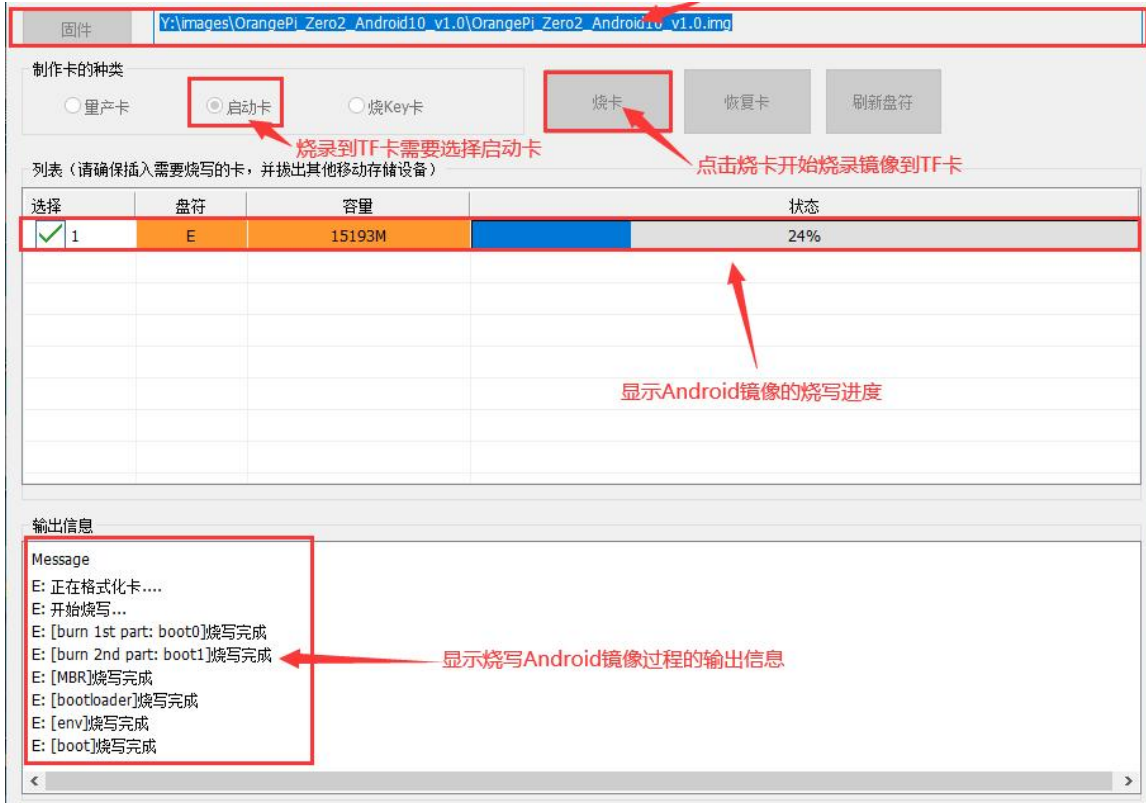 固件
Y:\images\OrangePi_Zero2_Android10_v1.0\OrangePi_Zero2_Android10_v1.0.img
制作卡的种类
量产卡 启动卡 烧Key卡 烧卡 恢复卡 刷新盘符
烧录到TF卡需要选择启动卡
点击烧卡开始烧录镜像到TF卡
列表（请确保插入需要烧写的卡，并拔出其他移动存储设备）
选择 盘符 容量 状态
1 E 15193M 24%
显示Android镜像的烧写进度
输出信息
Message
E: 正在格式化卡....
E: 开始烧写...
E: [burn 1st part: boot0]烧写完成
E: [burn 2nd part: boot1]烧写完成
显示烧写Android镜像过程的输出信息
E: [MBR]烧写完成
E: [bootloader]烧写完成
E: [env]烧写完成
E: [boot]烧写完成